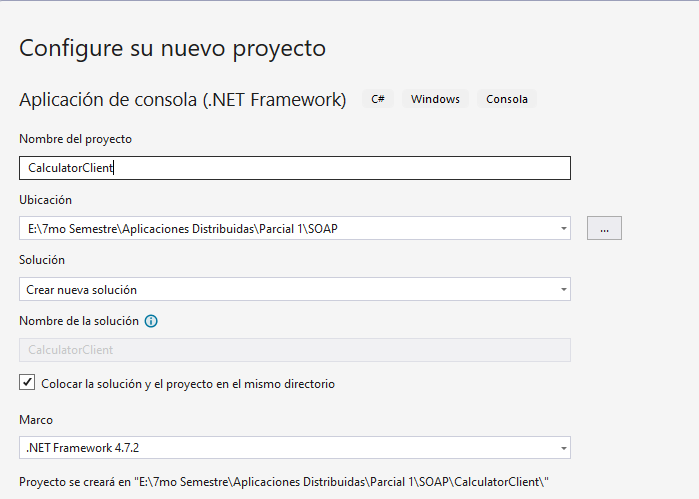 Configure su nuevo proyecto
Aplicación de consola (.NET Framework) C# Windows Consola
Nombre del proyecto
CalculatorClient
Ubicación
E:\7mo Semestre\Aplicaciones Distribuidas\Parcial 1\SOAP ...
Solución
Crear nueva solución
Nombre de la solución
CalculatorClient
Colocar la solución y el proyecto en el mismo directorio
Marco
.NET Framework 4.7.2
Proyecto se creará en "E:\7mo Semestre\Aplicaciones Distribuidas\Parcial 1\SOAP\CalculatorClient\"